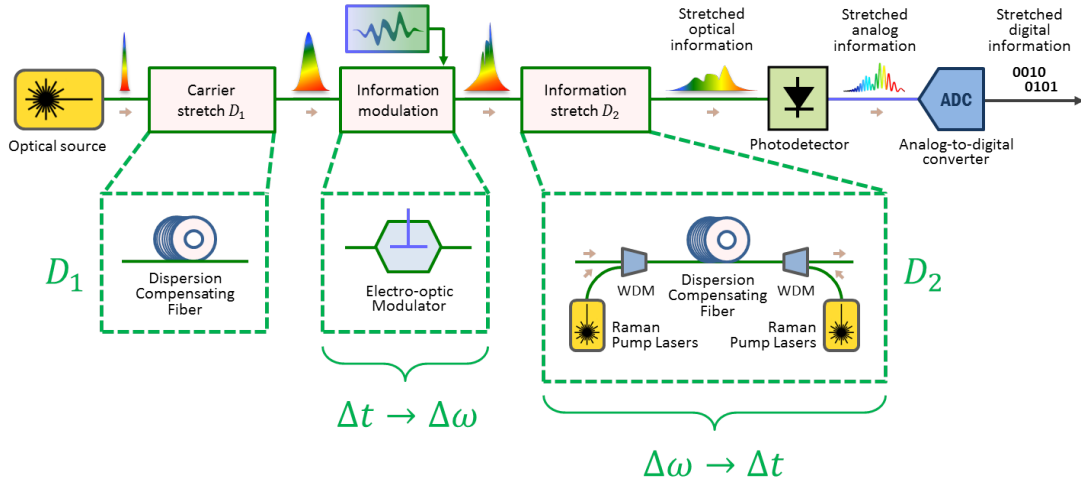 Stretched
optical
information
Stretched
analog
information
Stretched
digital
information
Optical source
Carrier
stretch D₁
Information
modulation
Information
stretch D₂
Photodetector
ADC
Analog-to-digital
converter
0010
0101
D₁
Dispersion
Compensating
Fiber
Electro-optic
Modulator
WDM
Dispersion
Compensating
Fiber
WDM
Raman
Pump Lasers
Raman
Pump Lasers
D₂
Δt → Δω
Δω → Δt